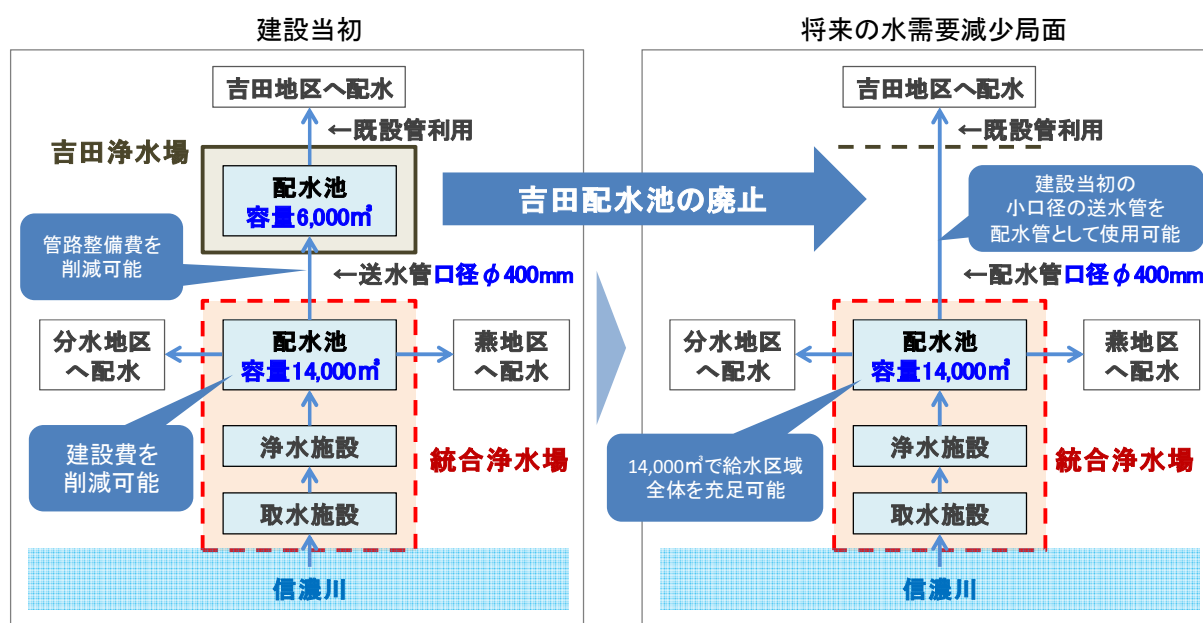 建設当初
吉田地区へ配水
←既設管利用
吉田浄水場
配水池
容量6,000㎥
管路整備費を
削減可能
←送水管口径φ400mm
分水地区
へ配水
配水池
容量14,000㎥
燕地区
へ配水
建設費を
削減可能
浄水施設
統合浄水場
取水施設
信濃川
吉田配水池の廃止
将来の水需要減少局面
吉田地区へ配水
←既設管利用
建設当初の
小口径の送水管を
配水管として使用可能
←配水管口径φ400mm
分水地区
へ配水
配水池
容量14,000㎥
燕地区
へ配水
14,000㎥で給水区域
全体を充足可能
浄水施設
統合浄水場
取水施設
信濃川